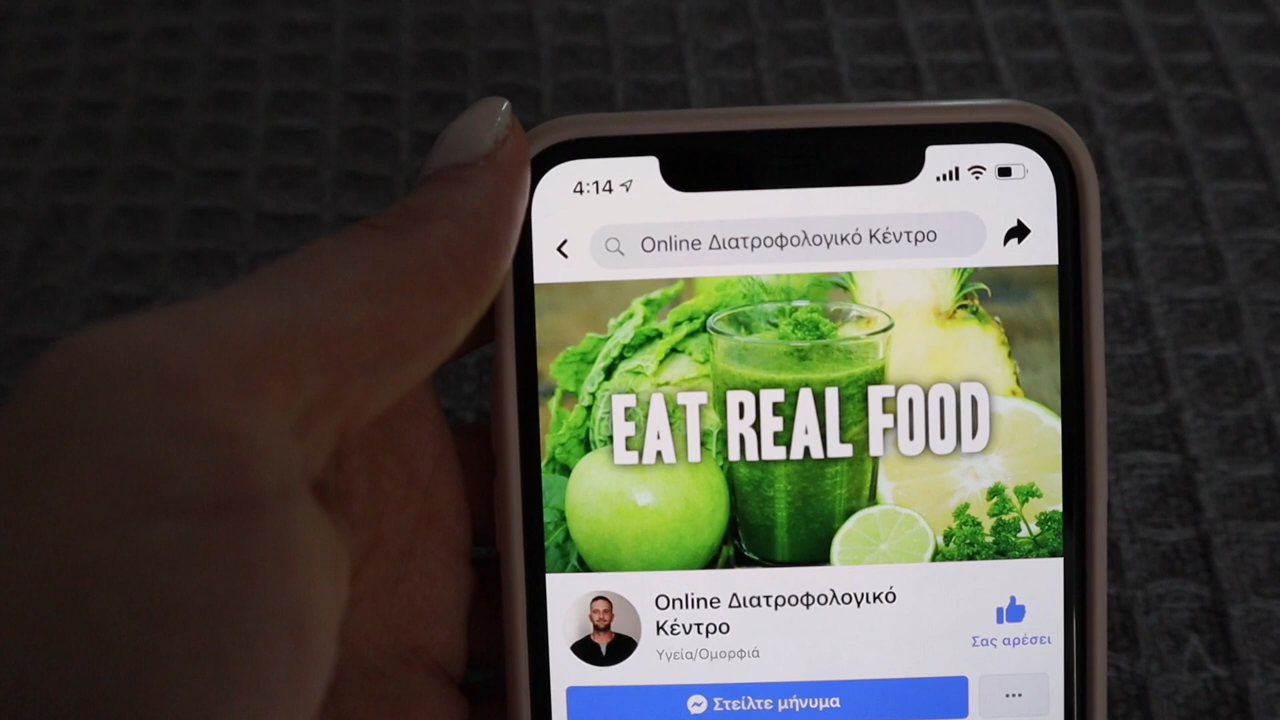 4:14
Online Διατροφολογικό Κέντρο
EAT REAL FOOD
Online Διατροφολογικό
Κέντρο
Υγεία/Ομορφιά
Σας αρέσει
Στείλτε μήνυμα